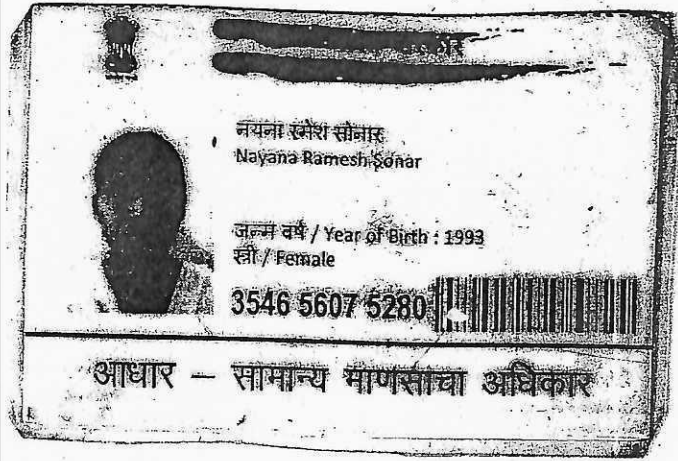 नयना रमेश सोनार
Nayana Ramesh Sonar
जन्म वर्ष / Year of Birth : 1993
स्त्री / Female
3546 5607 5280
आधार – सामान्य माणसाचा अधिकार